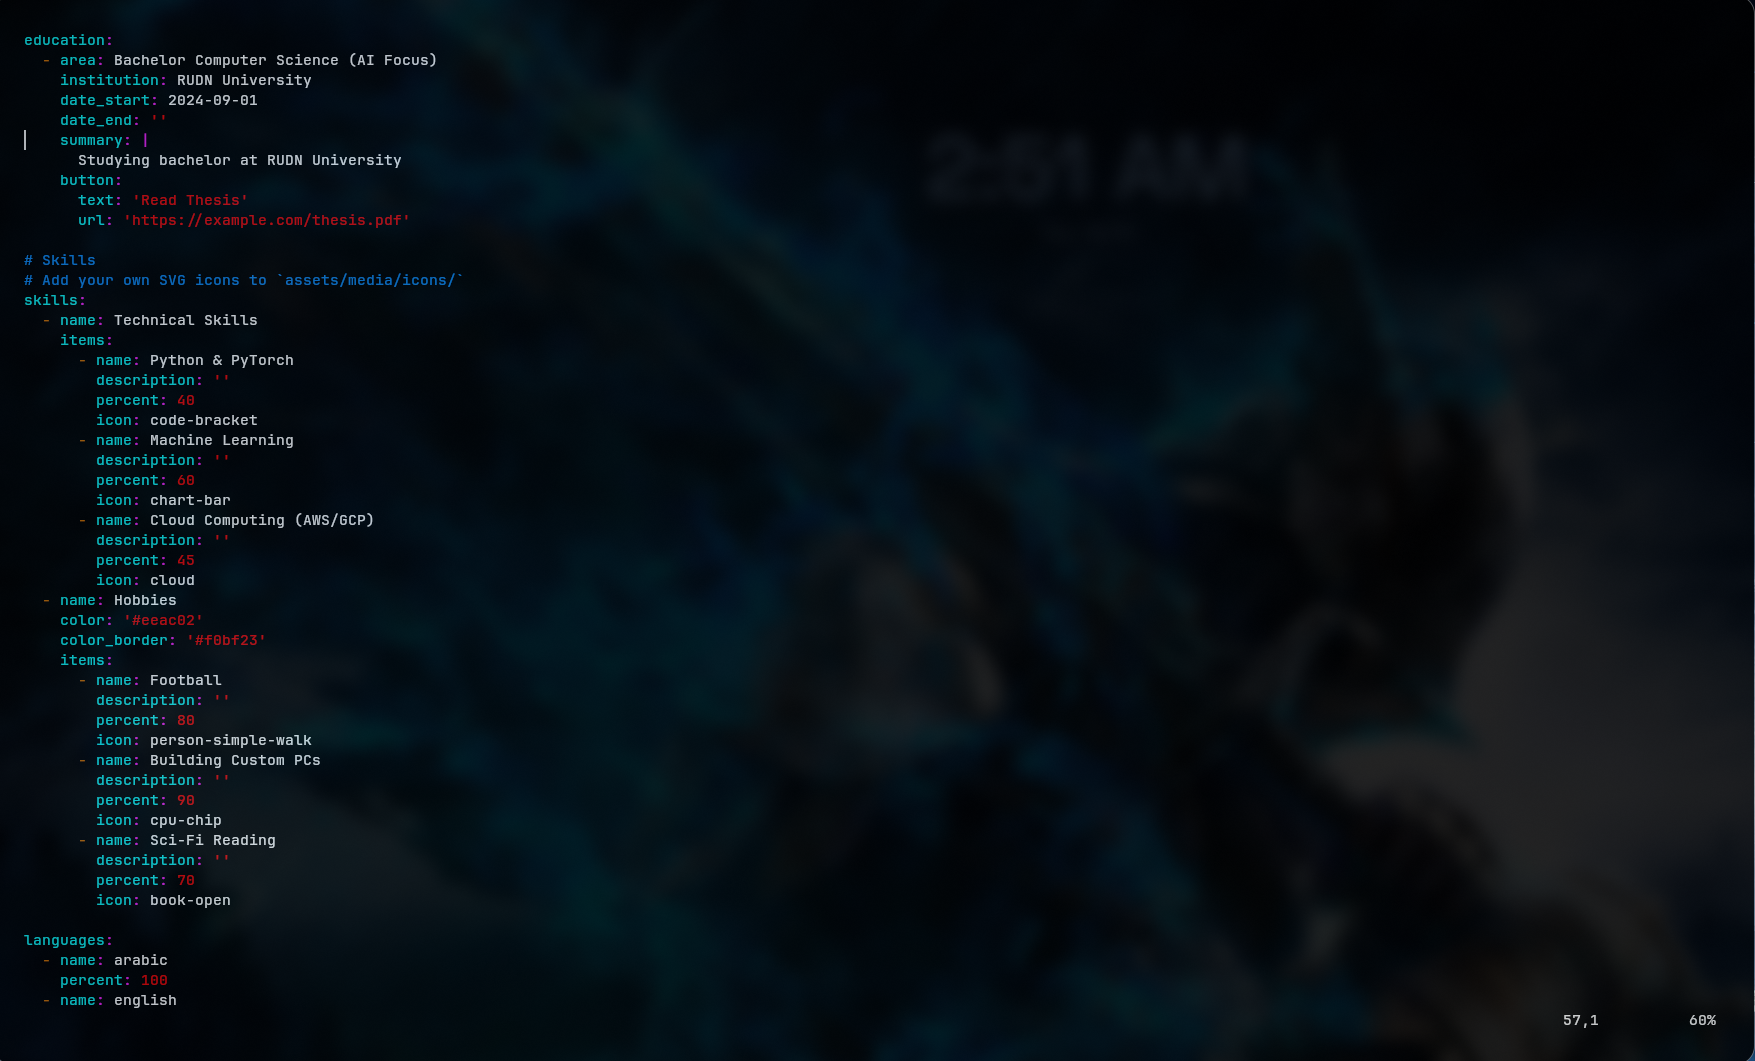 education:
  - area: Bachelor Computer Science (AI Focus)
    institution: RUDN University
    date_start: 2024-09-01
    date_end: ''
    summary: |
      Studying bachelor at RUDN University
    button:
      text: 'Read Thesis'
      url: 'https://example.com/thesis.pdf'

# Skills
# Add your own SVG icons to `assets/media/icons/`
skills:
  - name: Technical Skills
    items:
      - name: Python & PyTorch
        description: ''
        percent: 40
        icon: code-bracket
      - name: Machine Learning
        description: ''
        percent: 60
        icon: chart-bar
      - name: Cloud Computing (AWS/GCP)
        description: ''
        percent: 45
        icon: cloud
  - name: Hobbies
    color: '#eeac02'
    color_border: '#f0bf23'
    items:
      - name: Football
        description: ''
        percent: 80
        icon: person-simple-walk
      - name: Building Custom PCs
        description: ''
        percent: 90
        icon: cpu-chip
      - name: Sci-Fi Reading
        description: ''
        percent: 70
        icon: book-open

languages:
  - name: arabic
    percent: 100
  - name: english
57,1 60%
2:51 AM